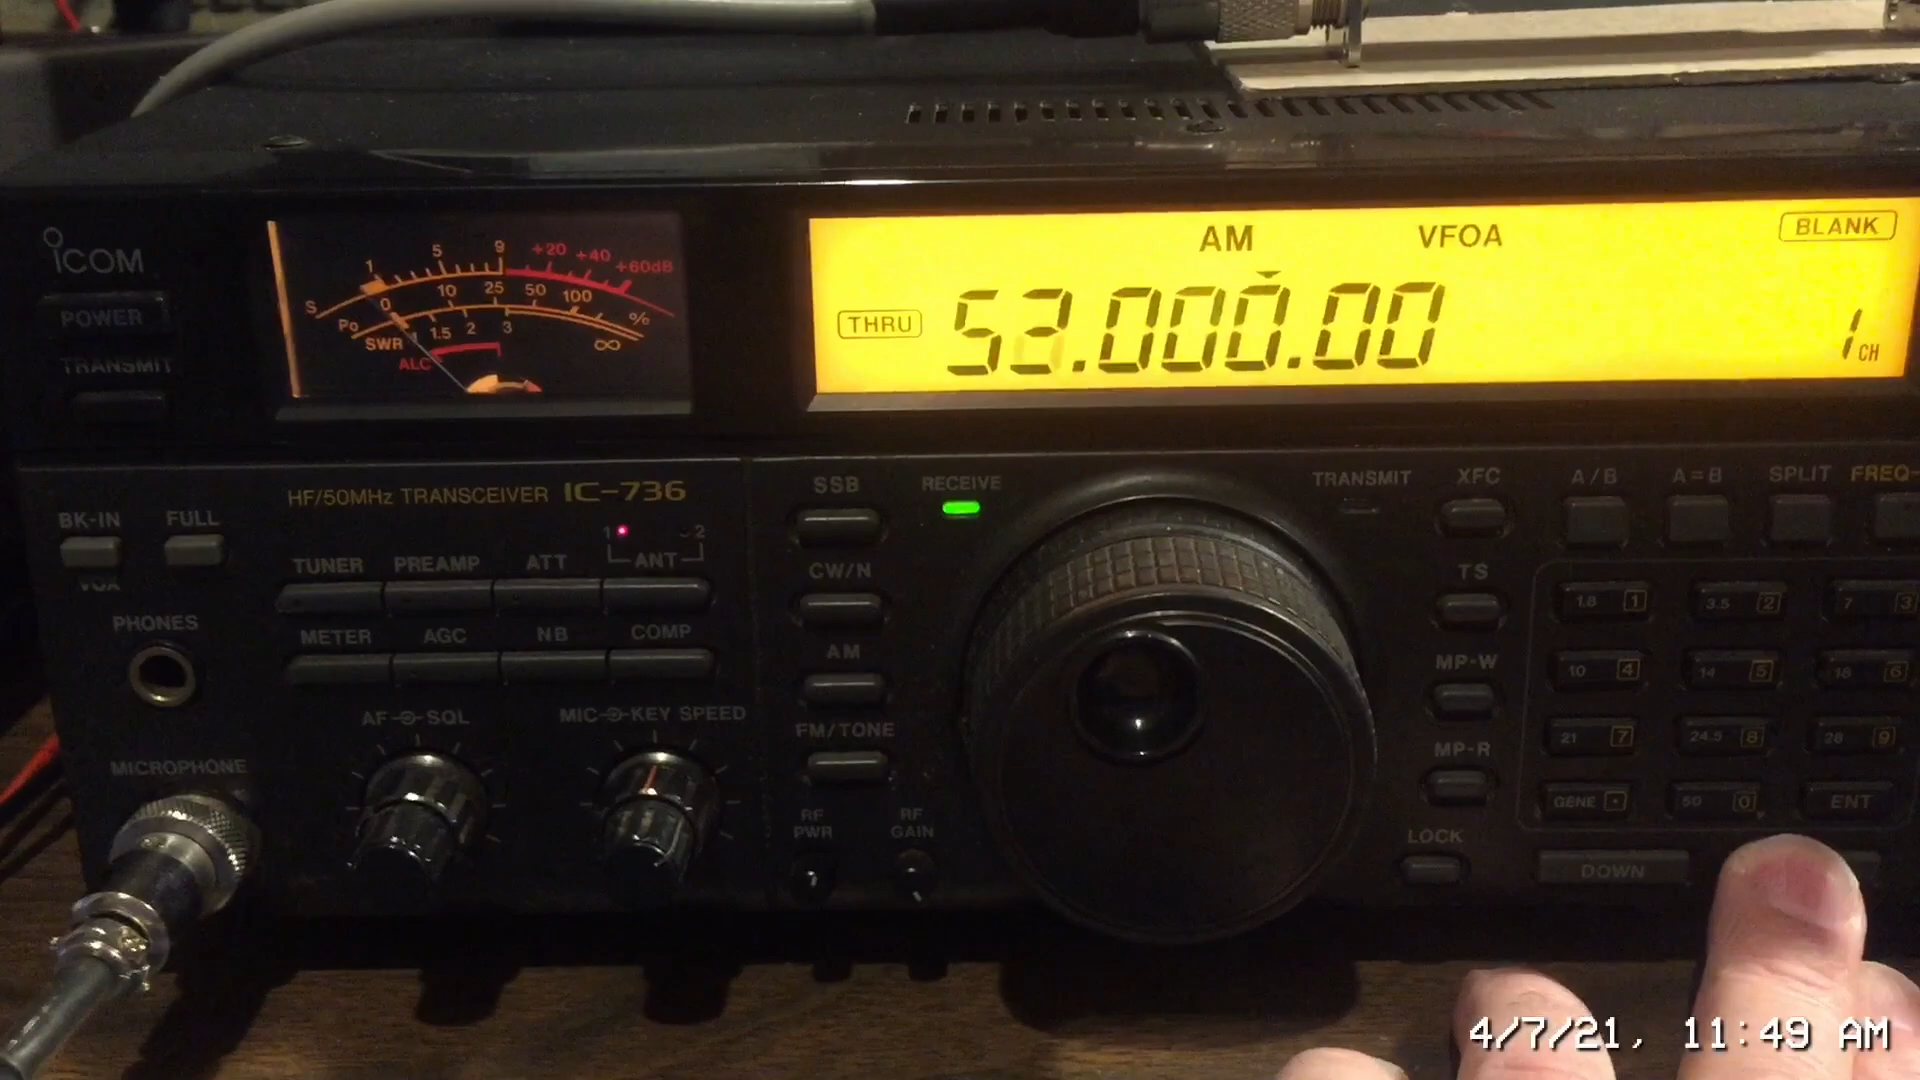 ICOM
POWER
TRANSMIT
1 5 9 +20 +40 +60dB
S
0 10 25 50 100 %
Po
1 1.5 2 3 ∞
SWR
ALC
AM VFOA BLANK
THRU 52.000.00 1 CH
HF/50MHz TRANSCEIVER IC-736
BK-IN FULL
VOX
1 2
TUNER PREAMP ATT ANT
METER AGC NB COMP
PHONES
AF SQL MIC KEY SPEED
MICROPHONE
SSB RECEIVE
CW/N
AM
FM/TONE
RF PWR RF GAIN
TRANSMIT XFC A/B A=B SPLIT FREQ-
TS
MP-W
MP-R
LOCK
1.8 1 3.5 2 7 3
10 4 14 5 18 6
21 7 24.5 8 28 9
GENE · 50 0 ENT
DOWN
4/7/21, 11:49 AM